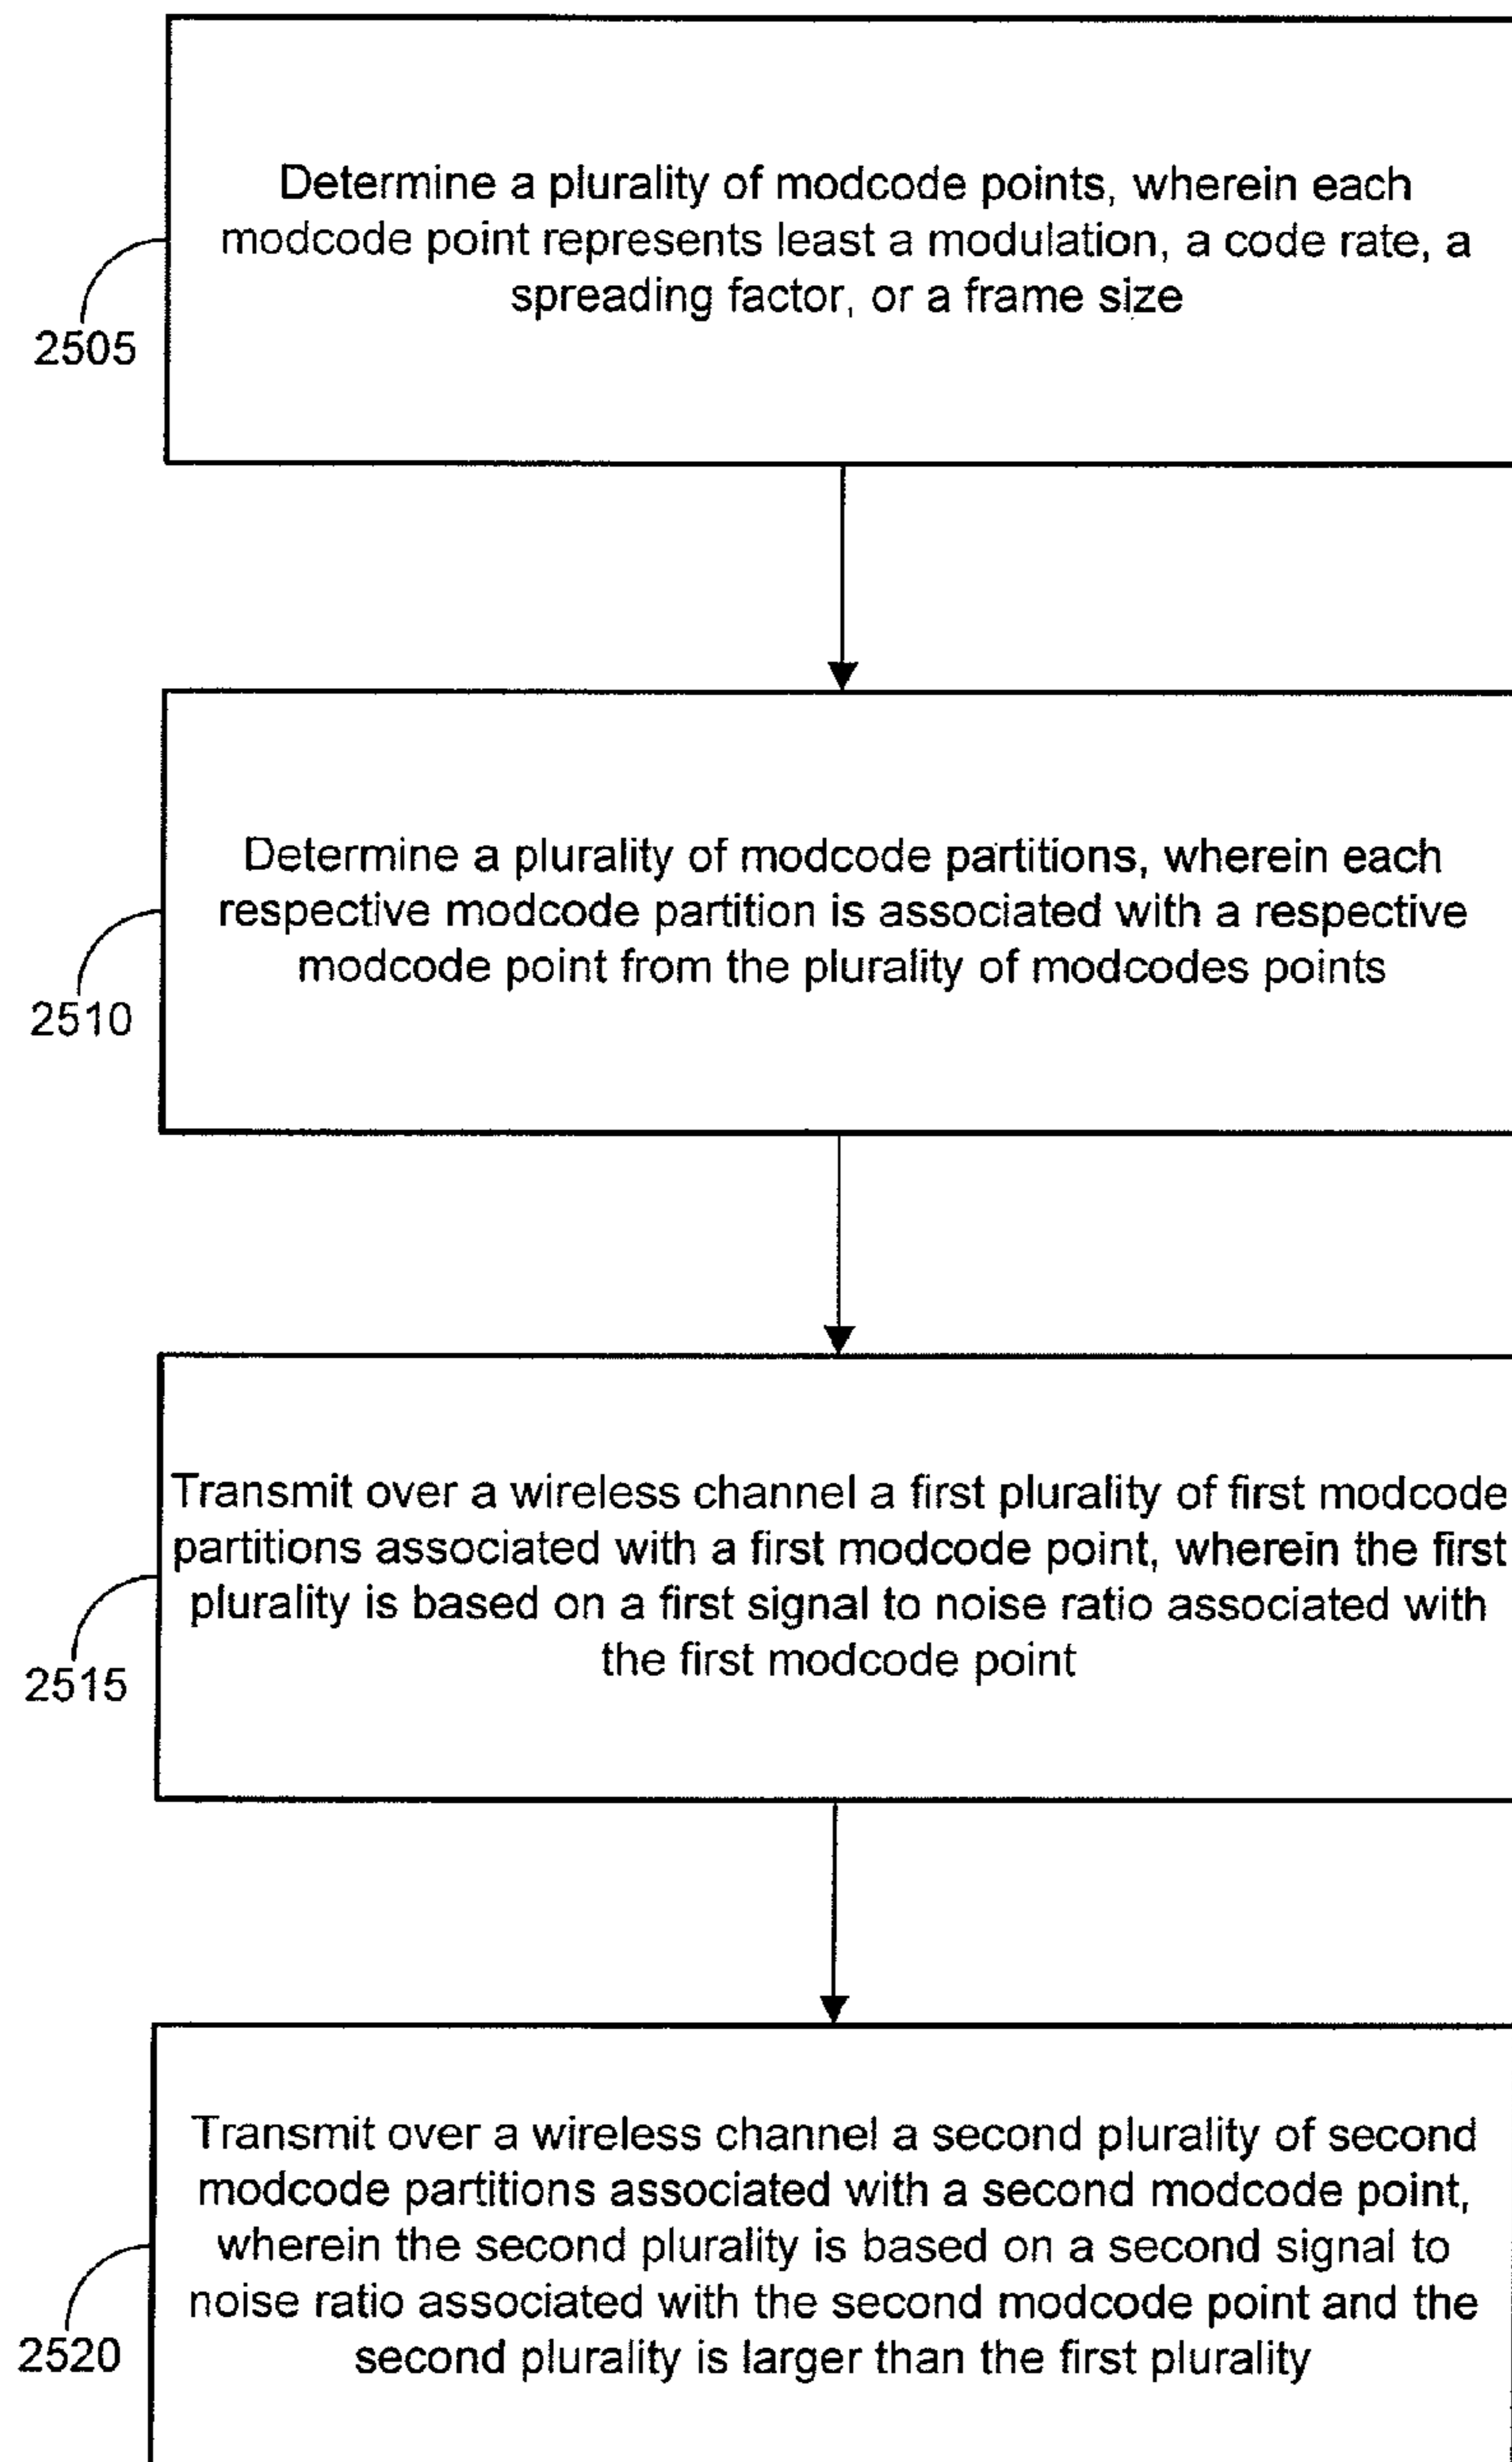 Determine a plurality of modcode points, wherein each
modcode point represents least a modulation, a code rate, a
spreading factor, or a frame size
2505
Determine a plurality of modcode partitions, wherein each
respective modcode partition is associated with a respective
modcode point from the plurality of modcodes points
2510
Transmit over a wireless channel a first plurality of first modcode
partitions associated with a first modcode point, wherein the first
plurality is based on a first signal to noise ratio associated with
the first modcode point
2515
Transmit over a wireless channel a second plurality of second
modcode partitions associated with a second modcode point,
wherein the second plurality is based on a second signal to
noise ratio associated with the second modcode point and the
second plurality is larger than the first plurality
2520